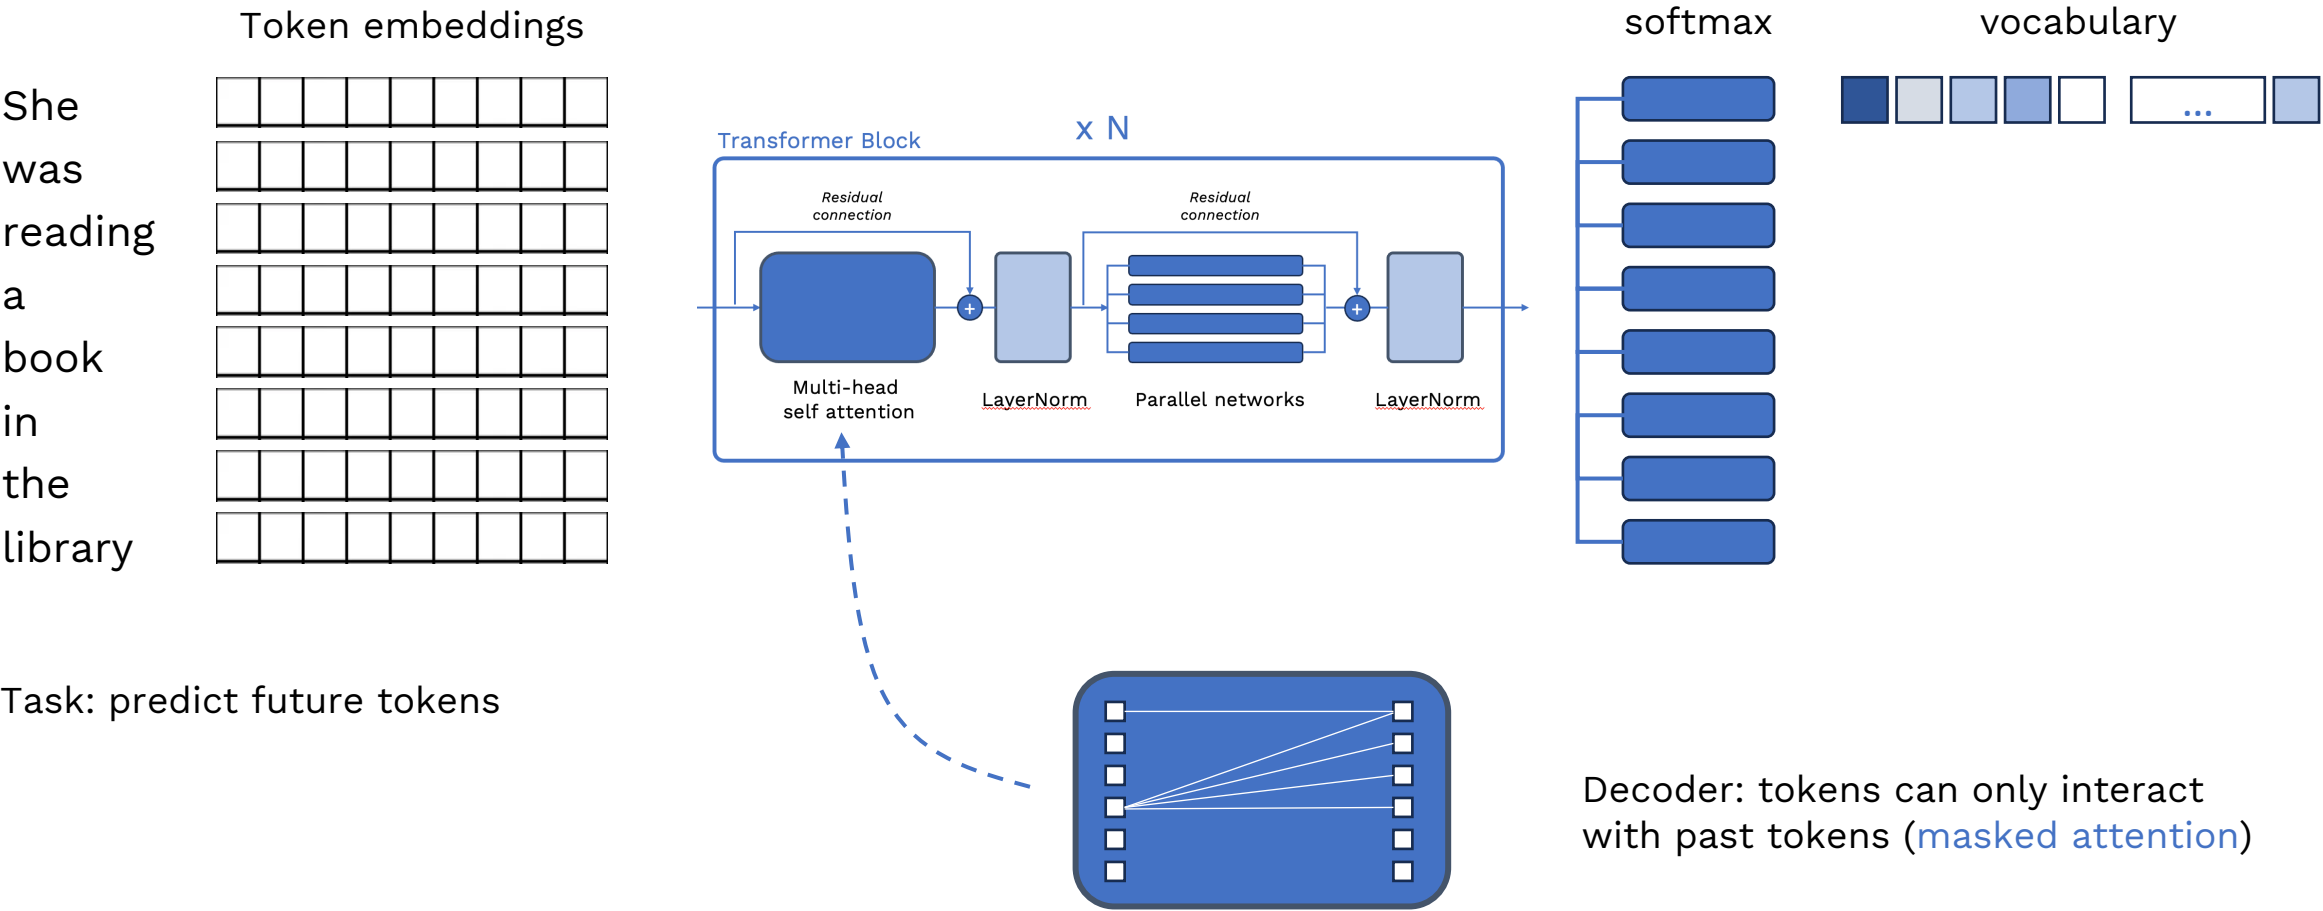 Token embeddings
softmax
vocabulary
She
was
reading
a
book
in
the
library
x N
Transformer Block
Residual
connection
Residual
connection
+
+
Multi-head
self attention
LayerNorm
Parallel networks
LayerNorm
...
Task: predict future tokens
Decoder: tokens can only interact
with past tokens (masked attention)